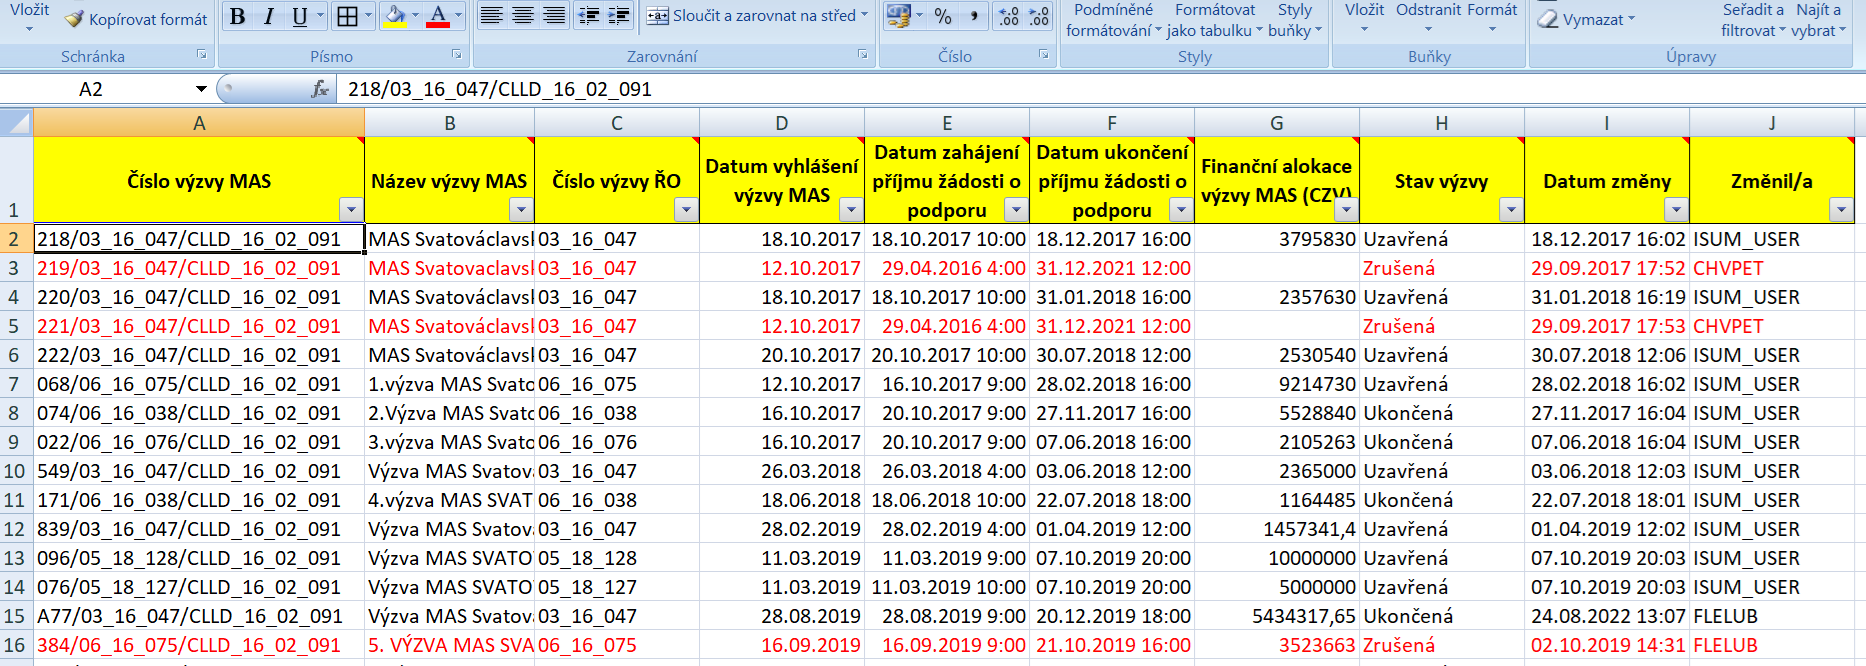 Vložit Kopírovat formát B I U A Sloučit a zarovnat na střed % Podmíněné formátování Formátovat jako tabulku Styly buňky Vložit Odstranit Formát Vymazat Seřadit a filtrovat Najít a vybrat
Schránka Písmo Zarovnání Číslo Styly Buňky Úpravy
A2 fx 218/03_16_047/CLLD_16_02_091
A B C D E F G H I J
1 Číslo výzvy MAS Název výzvy MAS Číslo výzvy ŘO Datum vyhlášení výzvy MAS Datum zahájení příjmu žádosti o podporu Datum ukončení příjmu žádosti o podporu Finanční alokace výzvy MAS (CZV) Stav výzvy Datum změny Změnil/a
2 218/03_16_047/CLLD_16_02_091 MAS Svatováclavsk 03_16_047 18.10.2017 18.10.2017 10:00 18.12.2017 16:00 3795830 Uzavřená 18.12.2017 16:02 ISUM_USER
3 219/03_16_047/CLLD_16_02_091 MAS Svatovaclavsk 03_16_047 12.10.2017 29.04.2016 4:00 31.12.2021 12:00 Zrušená 29.09.2017 17:52 CHVPET
4 220/03_16_047/CLLD_16_02_091 MAS Svatováclavsk 03_16_047 18.10.2017 18.10.2017 10:00 31.01.2018 16:00 2357630 Uzavřená 31.01.2018 16:19 ISUM_USER
5 221/03_16_047/CLLD_16_02_091 MAS Svatováclavsk 03_16_047 12.10.2017 29.04.2016 4:00 31.12.2021 12:00 Zrušená 29.09.2017 17:53 CHVPET
6 222/03_16_047/CLLD_16_02_091 MAS Svatováclavsk 03_16_047 20.10.2017 20.10.2017 10:00 30.07.2018 12:00 2530540 Uzavřená 30.07.2018 12:06 ISUM_USER
7 068/06_16_075/CLLD_16_02_091 1.výzva MAS Svato 06_16_075 12.10.2017 16.10.2017 9:00 28.02.2018 16:00 9214730 Uzavřená 28.02.2018 16:02 ISUM_USER
8 074/06_16_038/CLLD_16_02_091 2.Výzva MAS Svato 06_16_038 16.10.2017 20.10.2017 9:00 27.11.2017 16:00 5528840 Ukončená 27.11.2017 16:04 ISUM_USER
9 022/06_16_076/CLLD_16_02_091 3.výzva MAS Svato 06_16_076 16.10.2017 20.10.2017 9:00 07.06.2018 16:00 2105263 Ukončená 07.06.2018 16:04 ISUM_USER
10 549/03_16_047/CLLD_16_02_091 Výzva MAS Svatov 03_16_047 26.03.2018 26.03.2018 4:00 03.06.2018 12:00 2365000 Uzavřená 03.06.2018 12:03 ISUM_USER
11 171/06_16_038/CLLD_16_02_091 4.výzva MAS SVAT 06_16_038 18.06.2018 18.06.2018 10:00 22.07.2018 18:00 1164485 Ukončená 22.07.2018 18:01 ISUM_USER
12 839/03_16_047/CLLD_16_02_091 Výzva MAS Svatov 03_16_047 28.02.2019 28.02.2019 4:00 01.04.2019 12:00 1457341,4 Uzavřená 01.04.2019 12:02 ISUM_USER
13 096/05_18_128/CLLD_16_02_091 Výzva MAS SVATO 05_18_128 11.03.2019 11.03.2019 9:00 07.10.2019 20:00 10000000 Uzavřená 07.10.2019 20:03 ISUM_USER
14 076/05_18_127/CLLD_16_02_091 Výzva MAS SVATO 05_18_127 11.03.2019 11.03.2019 10:00 07.10.2019 20:00 5000000 Uzavřená 07.10.2019 20:03 ISUM_USER
15 A77/03_16_047/CLLD_16_02_091 Výzva MAS Svatov 03_16_047 28.08.2019 28.08.2019 9:00 20.12.2019 18:00 5434317,65 Ukončená 24.08.2022 13:07 FLELUB
16 384/06_16_075/CLLD_16_02_091 5. VÝZVA MAS SVA 06_16_075 16.09.2019 16.09.2019 9:00 21.10.2019 16:00 3523663 Zrušená 02.10.2019 14:31 FLELUB